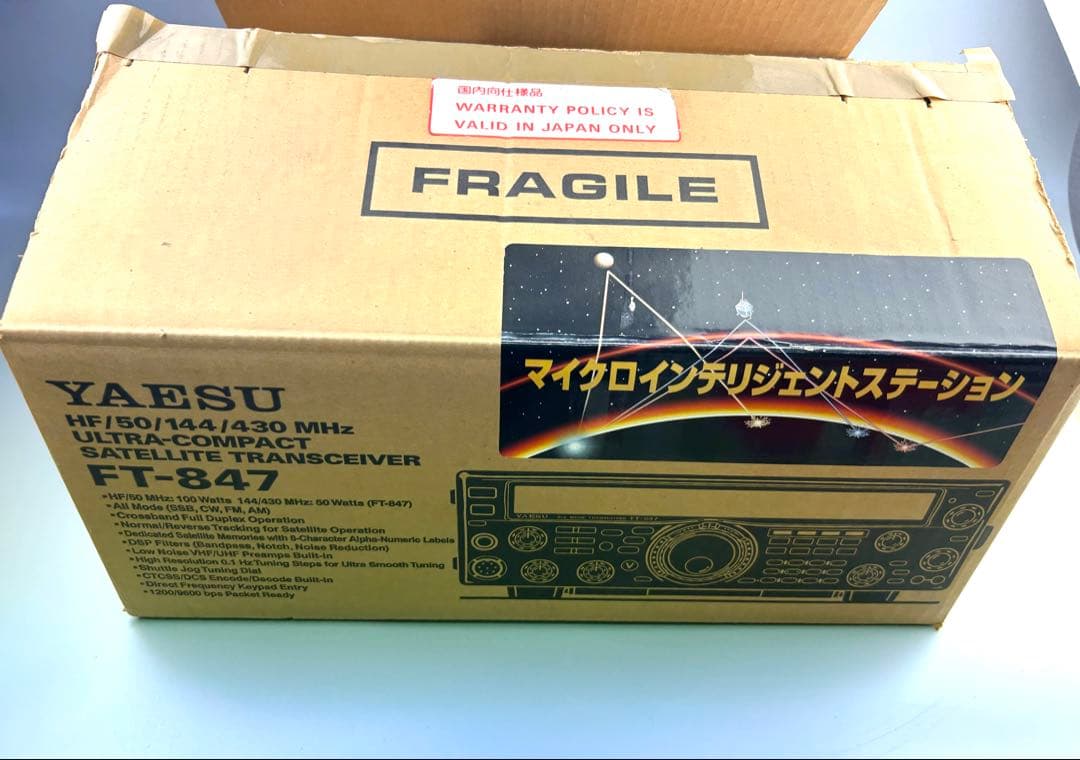 国内向仕様品
WARRANTY POLICY IS
VALID IN JAPAN ONLY
FRAGILE
マイクロインテリジェントステーション
YAESU
HF/50/144/430 MHz
ULTRA-COMPACT
SATELLITE TRANSCEIVER
FT-847
•HF/50 MHz: 100 Watts 144/430 MHz: 50 Watts (FT-847)
•All Mode (SSB, CW, FM, AM)
•Crossband Full Duplex Operation
•Normal/Reverse Tracking for Satellite Operation
•Dedicated Satellite Memories with 8-Character Alpha-Numeric Labels
•DSP Filters (Bandpass, Notch, Noise Reduction)
•Low Noise VHF/UHF Preamps Built-in
•High Resolution 0.1 Hz Tuning Steps for Ultra Smooth Tuning
•Shuttle Jog Tuning Dial
•CTCSS/DCS Encode/Decode Built-in
•Direct Frequency Keypad Entry
•1200/9600 bps Packet Ready
YAESU
FT-847